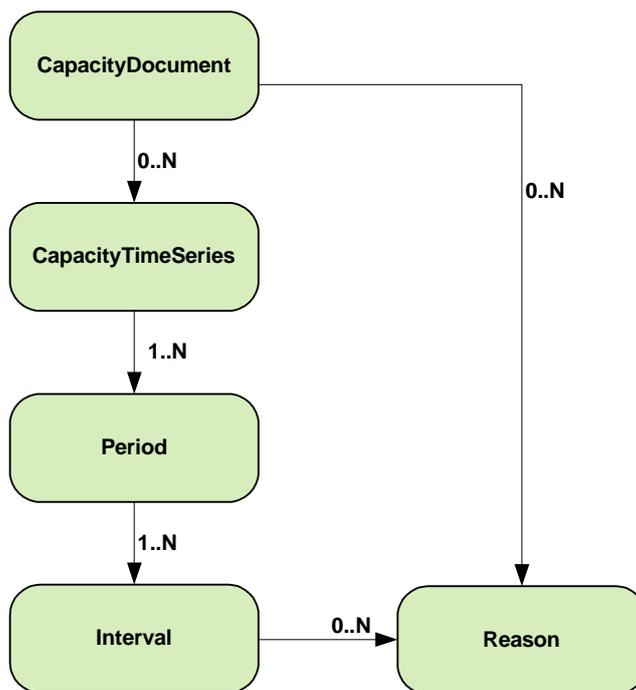 CapacityDocument
0..N
0..N
CapacityTimeSeries
1..N
Period
1..N
Interval
0..N
Reason